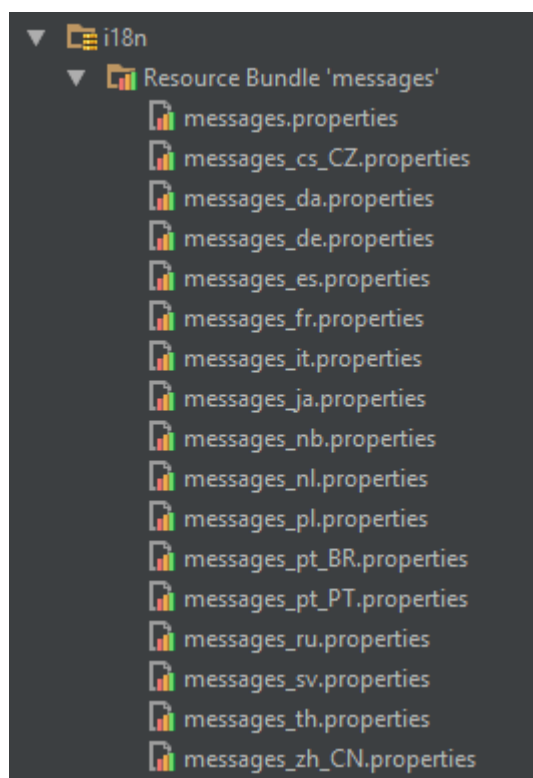 i18n
Resource Bundle 'messages'
messages.properties
messages_cs_CZ.properties
messages_da.properties
messages_de.properties
messages_es.properties
messages_fr.properties
messages_it.properties
messages_ja.properties
messages_nb.properties
messages_nl.properties
messages_pl.properties
messages_pt_BR.properties
messages_pt_PT.properties
messages_ru.properties
messages_sv.properties
messages_th.properties
messages_zh_CN.properties